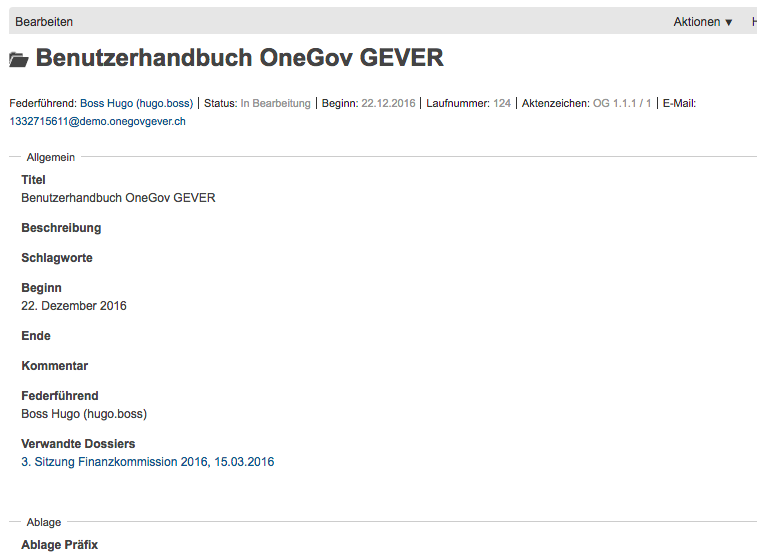 Bearbeiten Aktionen ▼ H
Benutzerhandbuch OneGov GEVER
Federführend: Boss Hugo (hugo.boss) | Status: In Bearbeitung | Beginn: 22.12.2016 | Laufnummer: 124 | Aktenzeichen: OG 1.1.1 / 1 | E-Mail:
1332715611@demo.onegovgever.ch
Allgemein
Titel
Benutzerhandbuch OneGov GEVER
Beschreibung
Schlagworte
Beginn
22. Dezember 2016
Ende
Kommentar
Federführend
Boss Hugo (hugo.boss)
Verwandte Dossiers
3. Sitzung Finanzkommission 2016, 15.03.2016
Ablage
Ablage Präfix